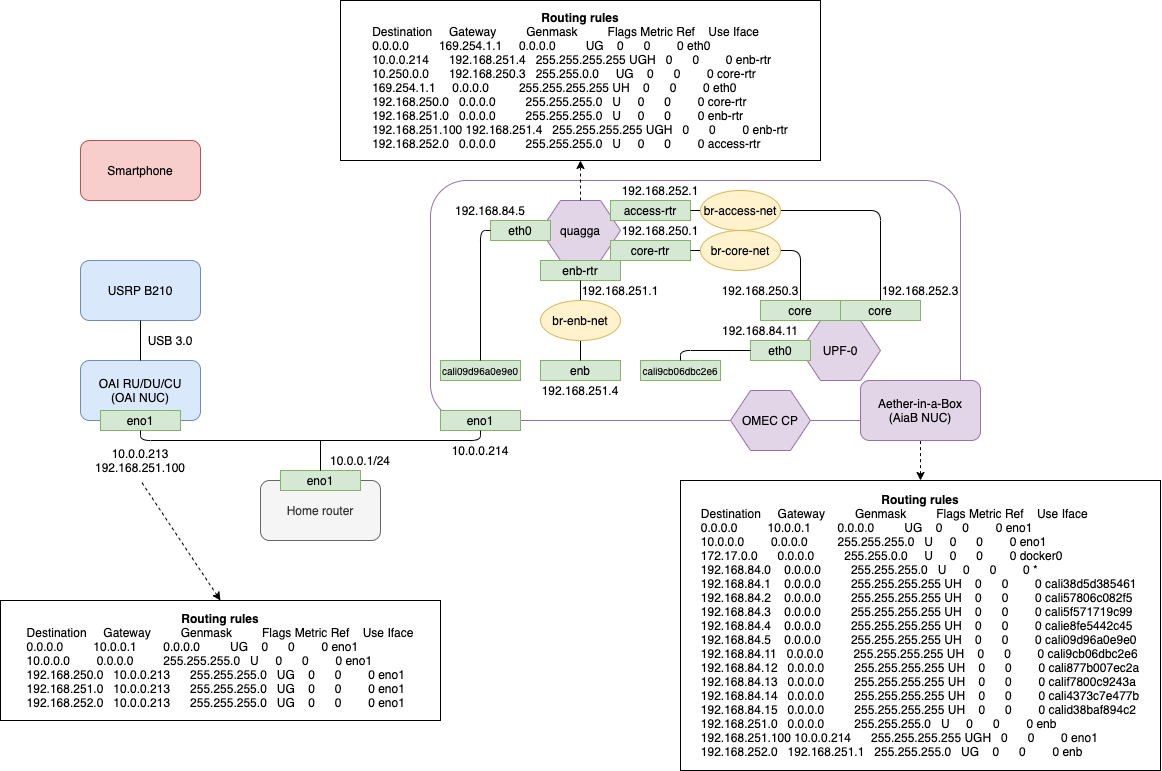 Routing rules
Destination Gateway Genmask Flags Metric Ref Use Iface
0.0.0.0 169.254.1.1 0.0.0.0 UG 0 0 0 eth0
10.0.0.214 192.168.251.4 255.255.255.255 UGH 0 0 0 enb-rtr
10.250.0.0 192.168.250.3 255.255.0.0 UG 0 0 0 core-rtr
169.254.1.1 0.0.0.0 255.255.255.255 UH 0 0 0 eth0
192.168.250.0 0.0.0.0 255.255.255.0 U 0 0 0 core-rtr
192.168.251.0 0.0.0.0 255.255.255.0 U 0 0 0 enb-rtr
192.168.251.100 192.168.251.4 255.255.255.255 UGH 0 0 0 enb-rtr
192.168.252.0 0.0.0.0 255.255.255.0 U 0 0 0 access-rtr
Smartphone
USRP B210
USB 3.0
OAI RU/DU/CU
(OAI NUC)
eno1
10.0.0.213
192.168.251.100
10.0.0.1/24
eno1
Home router
192.168.84.5
eth0
quagga
192.168.252.1
access-rtr
br-access-net
192.168.250.1
core-rtr
br-core-net
enb-rtr
192.168.251.1
br-enb-net
192.168.250.3
192.168.252.3
core
core
192.168.84.11
eth0
UPF-0
cali09d96a0e9e0
enb
192.168.251.4
cali9cb06dbc2e6
eno1
10.0.0.214
OMEC CP
Aether-in-a-Box
(AiaB NUC)
Routing rules
Destination Gateway Genmask Flags Metric Ref Use Iface
0.0.0.0 10.0.0.1 0.0.0.0 UG 0 0 0 eno1
10.0.0.0 0.0.0.0 255.255.255.0 U 0 0 0 eno1
192.168.250.0 10.0.0.213 255.255.255.0 UG 0 0 0 eno1
192.168.251.0 10.0.0.213 255.255.255.0 UG 0 0 0 eno1
192.168.252.0 10.0.0.213 255.255.255.0 UG 0 0 0 eno1
Routing rules
Destination Gateway Genmask Flags Metric Ref Use Iface
0.0.0.0 10.0.0.1 0.0.0.0 UG 0 0 0 eno1
10.0.0.0 0.0.0.0 255.255.255.0 U 0 0 0 eno1
172.17.0.0 0.0.0.0 255.255.0.0 U 0 0 0 docker0
192.168.84.0 0.0.0.0 255.255.255.0 U 0 0 0 *
192.168.84.1 0.0.0.0 255.255.255.255 UH 0 0 0 cali38d5d385461
192.168.84.2 0.0.0.0 255.255.255.255 UH 0 0 0 cali57806c082f5
192.168.84.3 0.0.0.0 255.255.255.255 UH 0 0 0 cali5f571719c99
192.168.84.4 0.0.0.0 255.255.255.255 UH 0 0 0 calie8fe5442c45
192.168.84.5 0.0.0.0 255.255.255.255 UH 0 0 0 cali09d96a0e9e0
192.168.84.11 0.0.0.0 255.255.255.255 UH 0 0 0 cali9cb06dbc2e6
192.168.84.12 0.0.0.0 255.255.255.255 UH 0 0 0 cali877b007ec2a
192.168.84.13 0.0.0.0 255.255.255.255 UH 0 0 0 calif7800c9243a
192.168.84.14 0.0.0.0 255.255.255.255 UH 0 0 0 cali4373c7e477b
192.168.84.15 0.0.0.0 255.255.255.255 UH 0 0 0 calid38baf894c2
192.168.251.0 0.0.0.0 255.255.255.0 U 0 0 0 enb
192.168.251.100 10.0.0.214 255.255.255.255 UGH 0 0 0 eno1
192.168.252.0 192.168.251.1 255.255.255.0 UG 0 0 0 enb